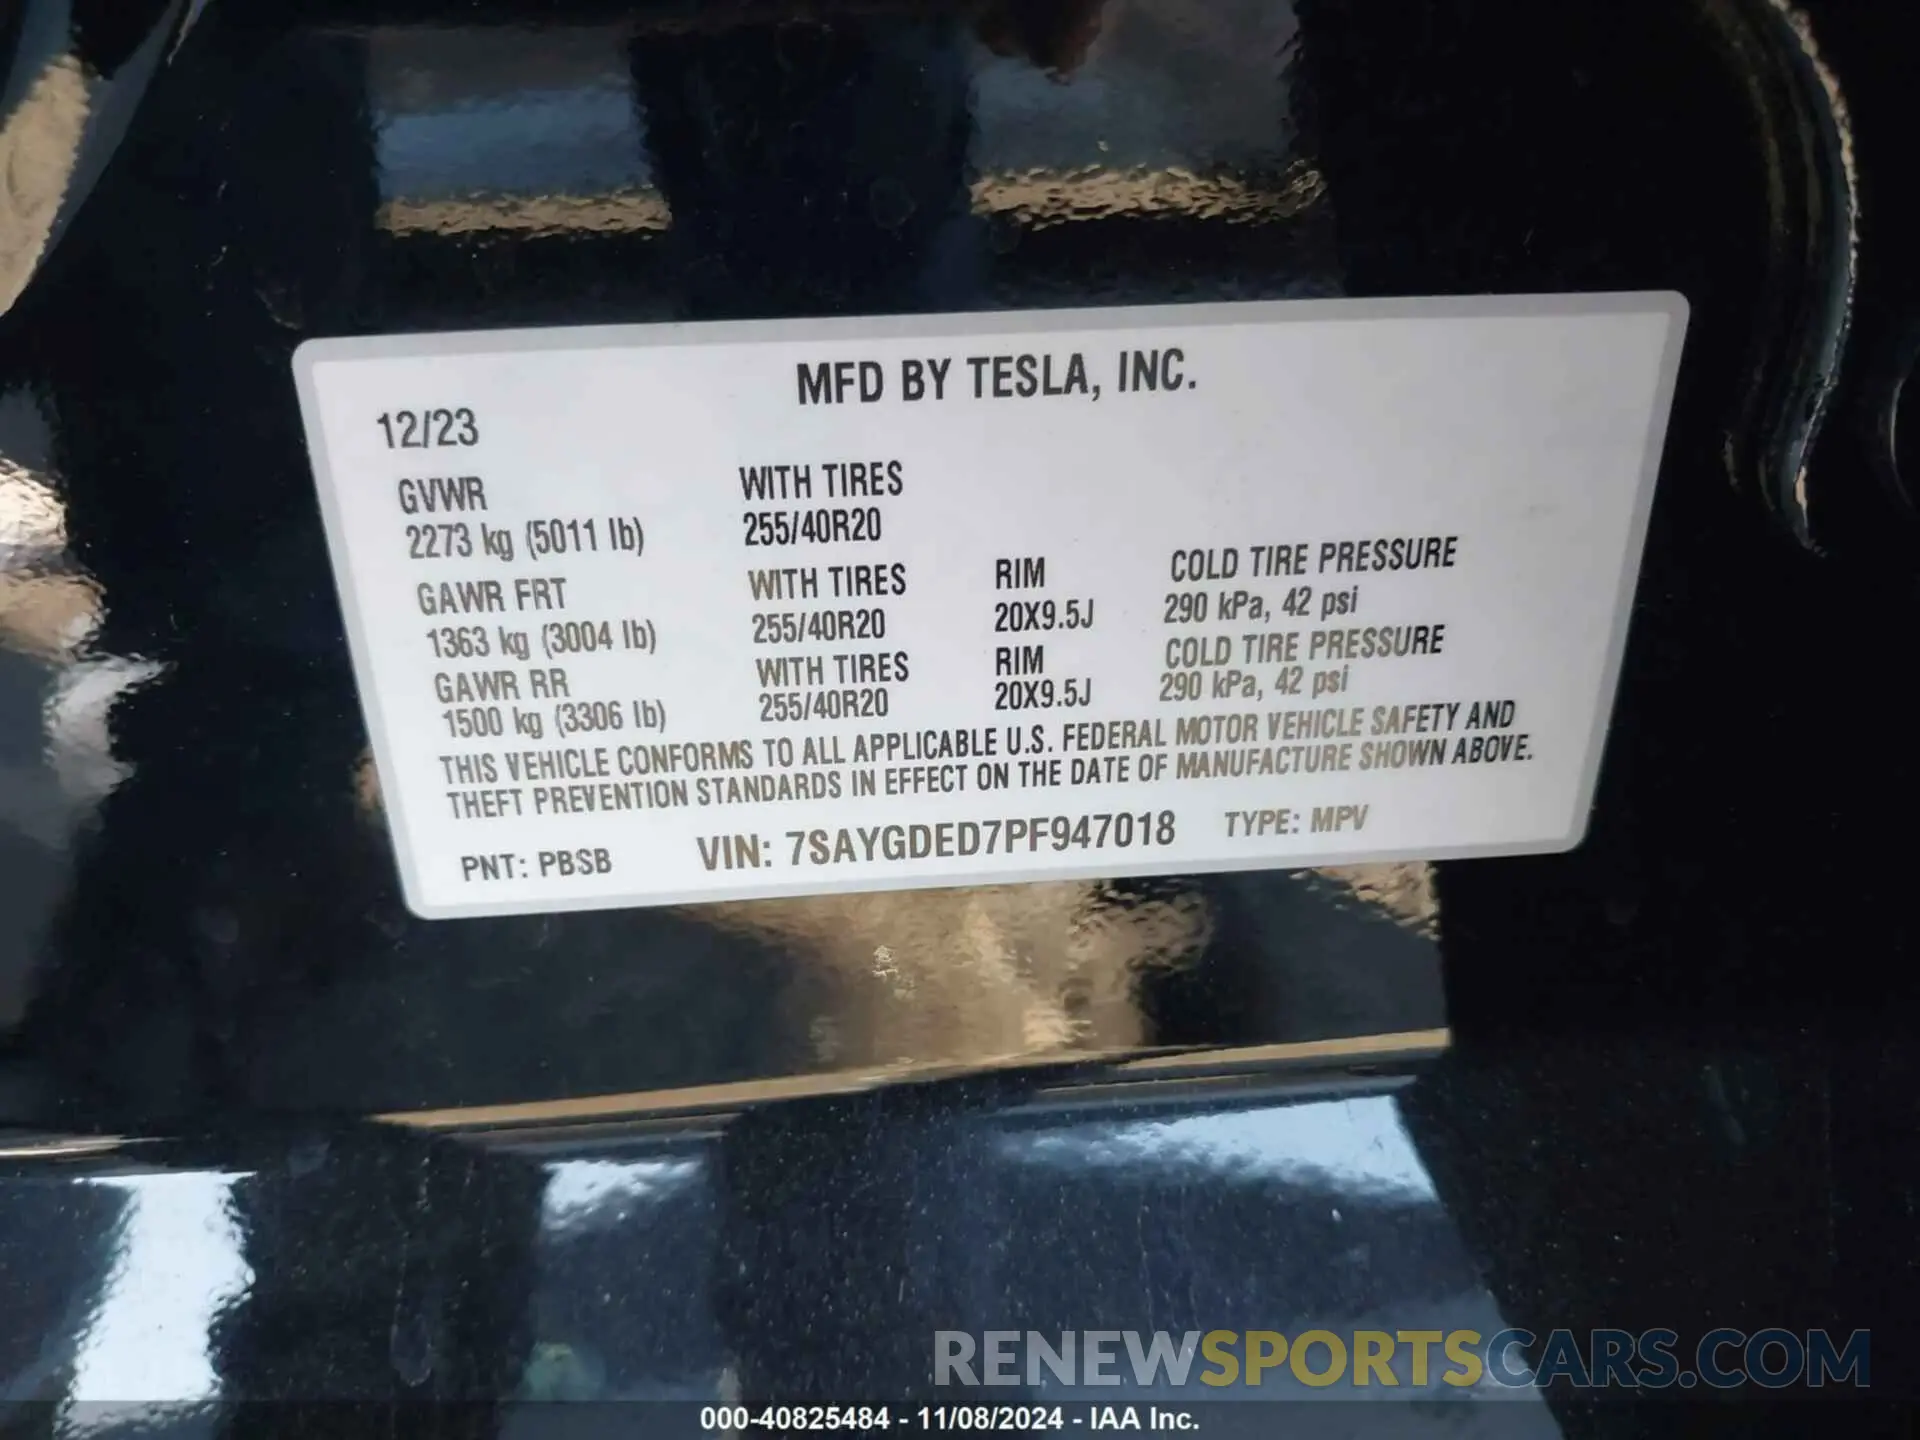 MFD BY TESLA, INC.
12/23
GVWR WITH TIRES
2273 kg (5011 lb) 255/40R20
GAWR FRT WITH TIRES RIM COLD TIRE PRESSURE
1363 kg (3004 lb) 255/40R20 20X9.5J 290 kPa, 42 psi
GAWR RR WITH TIRES RIM COLD TIRE PRESSURE
1500 kg (3306 lb) 255/40R20 20X9.5J 290 kPa, 42 psi
THIS VEHICLE CONFORMS TO ALL APPLICABLE U.S. FEDERAL MOTOR VEHICLE SAFETY AND
THEFT PREVENTION STANDARDS IN EFFECT ON THE DATE OF MANUFACTURE SHOWN ABOVE.
PNT: PBSB VIN: 7SAYGDED7PF947018 TYPE: MPV
RENEWSPORTSCARS.COM
000-40825484 - 11/08/2024 - IAA Inc.